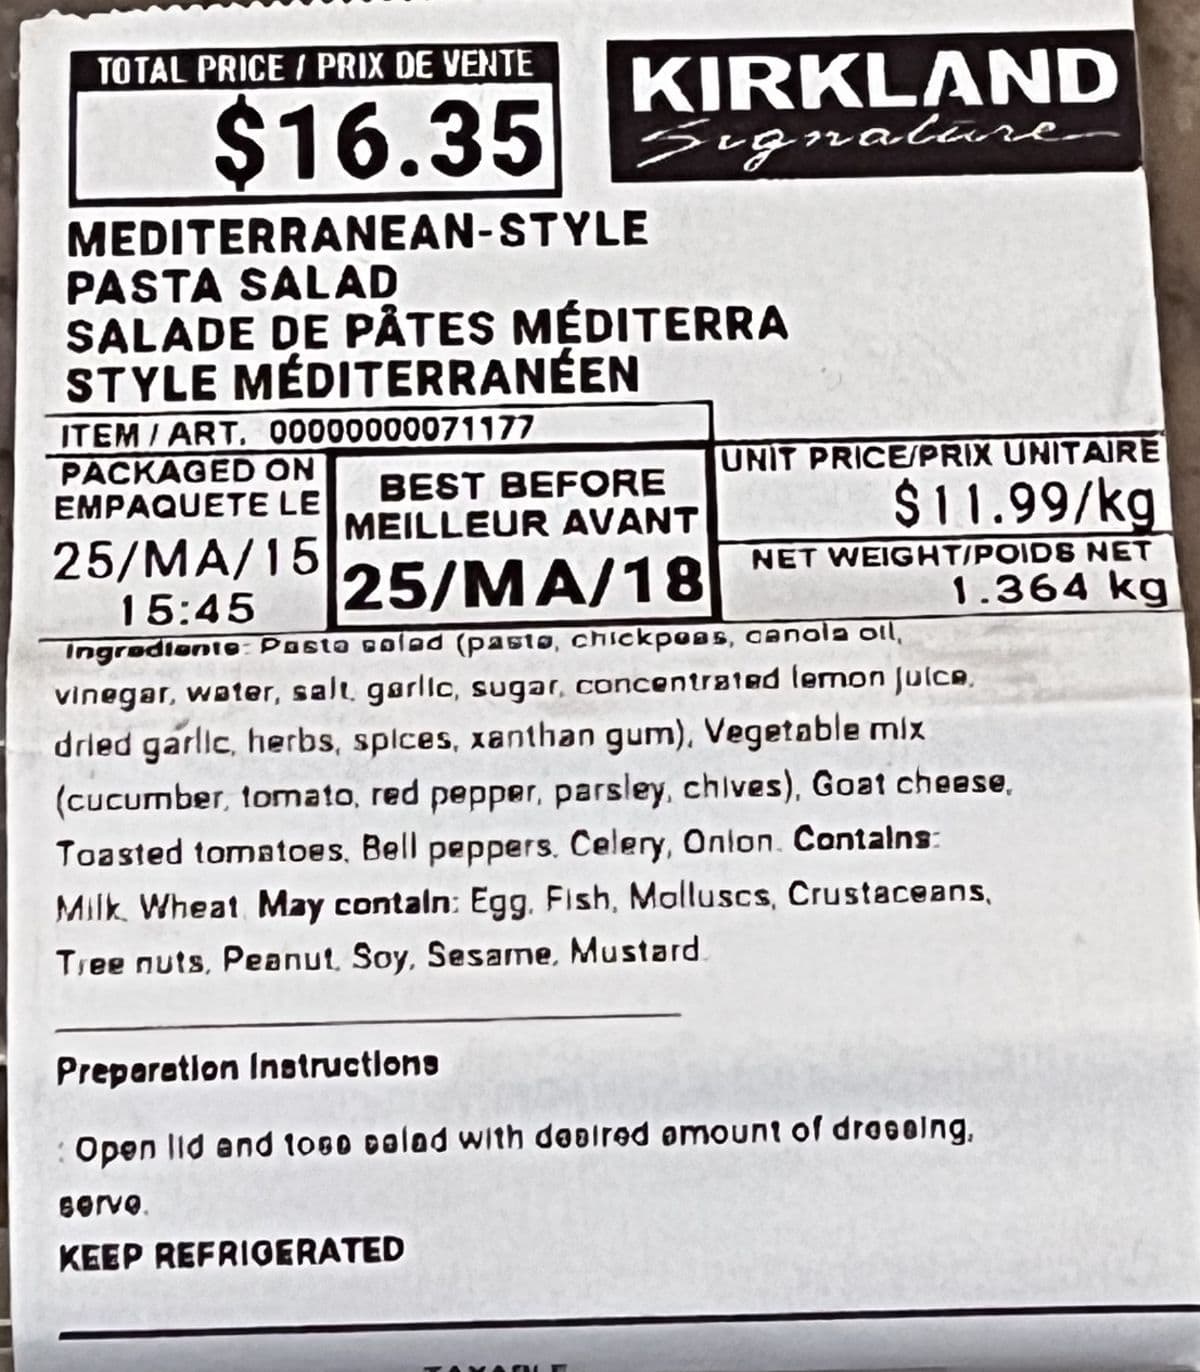 TOTAL PRICE / PRIX DE VENTE
$16.35
KIRKLAND
Signature
MEDITERRANEAN-STYLE
PASTA SALAD
SALADE DE PÂTES MÉDITERRA
STYLE MÉDITERRANÉEN
ITEM / ART. 00000000071177
PACKAGED ON
EMPAQUETE LE
25/MA/15
15:45
BEST BEFORE
MEILLEUR AVANT
25/MA/18
UNIT PRICE/PRIX UNITAIRE
$11.99/kg
NET WEIGHT/POIDS NET
1.364 kg
Ingredients: Pasta salad (pasta, chickpeas, canola oil,
vinegar, water, salt, garlic, sugar, concentrated lemon juice,
dried garlic, herbs, spices, xanthan gum), Vegetable mix
(cucumber, tomato, red pepper, parsley, chives), Goat cheese,
Toasted tomatoes, Bell peppers, Celery, Onion. Contains:
Milk, Wheat. May contain: Egg, Fish, Molluscs, Crustaceans,
Tree nuts, Peanut, Soy, Sesame, Mustard.
Preparation Instructions
: Open lid and toss salad with desired amount of dressing,
serve.
KEEP REFRIGERATED